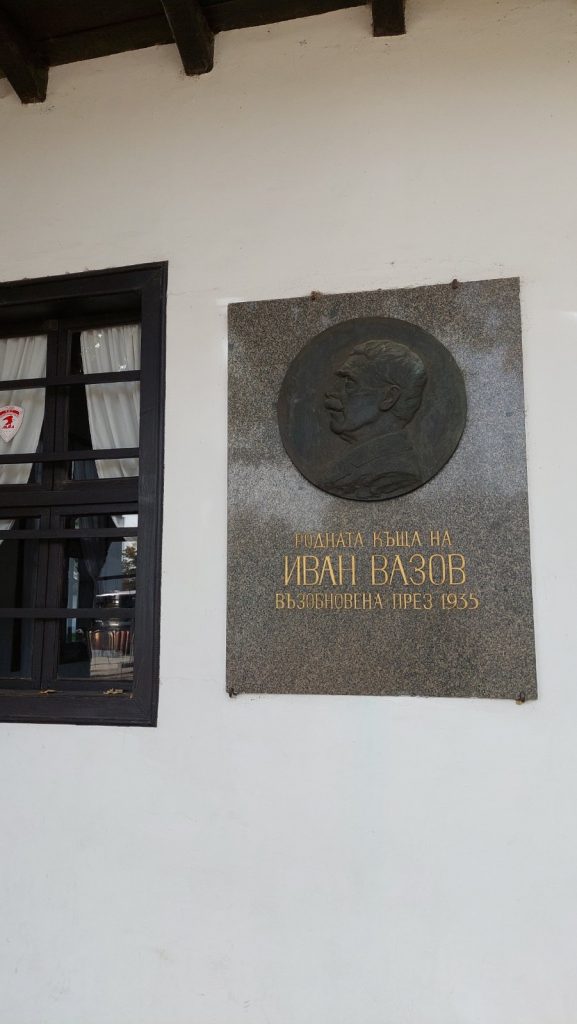 РОДНАТА КЪЩА НА
ИВАН ВАЗОВ
ВЪЗОБНОВЕНА ПРЕЗ 1935